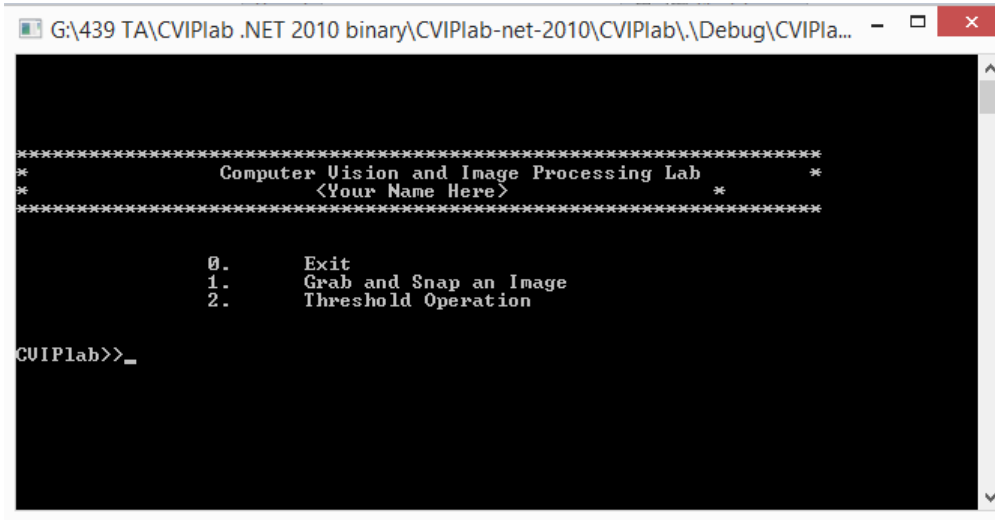 G:\439 TA\CVIPlab .NET 2010 binary\CVIPlab-net-2010\CVIPlab\.\Debug\CVIPla...
*******************************************************************
* Computer Vision and Image Processing Lab *
* <Your Name Here> *
*******************************************************************
0. Exit
1. Grab and Snap an Image
2. Threshold Operation
CVIPlab>>_